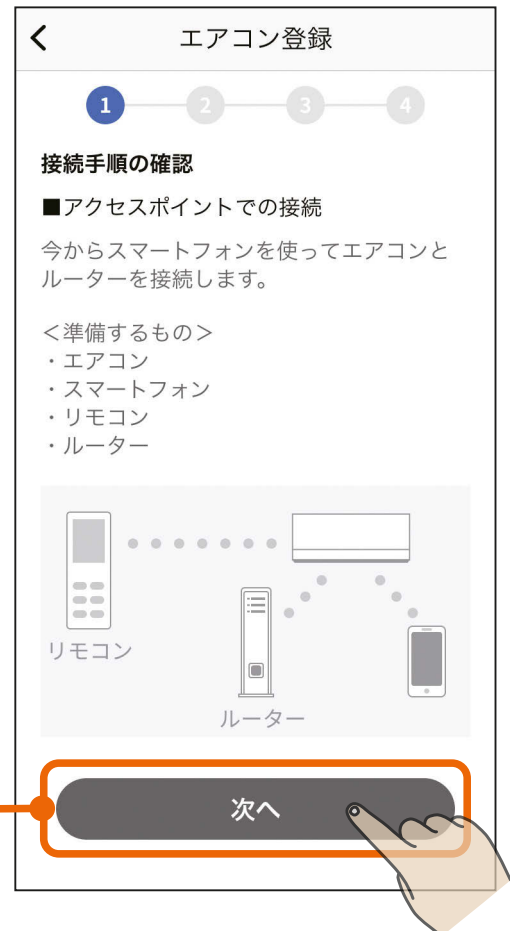 エアコン登録
1 2 3 4
接続手順の確認
■アクセスポイントでの接続
今からスマートフォンを使ってエアコンと
ルーターを接続します。
＜準備するもの＞
・エアコン
・スマートフォン
・リモコン
・ルーター
リモコン
ルーター
次へ